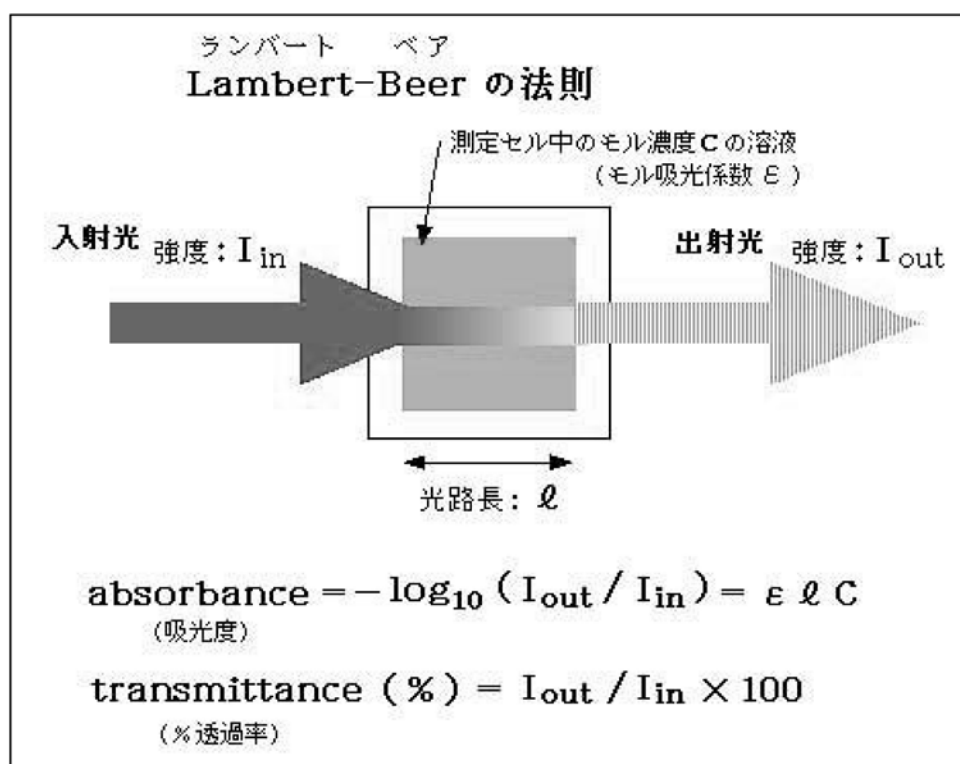 ランバート ベア
Lambert-Beer の法則
測定セル中のモル濃度 C の溶液
(モル吸光係数 ε )
入射光 強度: I in
出射光 強度: I out
光路長: ℓ
absorbance = -log10 (Iout / Iin) = ε ℓ C
(吸光度)
transmittance (%) = Iout / Iin × 100
(%透過率)